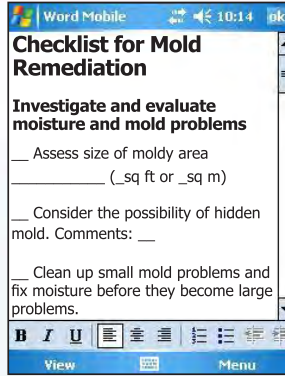 Word Mobile 10:14 ok
Checklist for Mold
Remediation
Investigate and evaluate
moisture and mold problems
__ Assess size of moldy area
____________ (_sq ft or _sq m)
__ Consider the possibility of hidden
mold. Comments: __
__ Clean up small mold problems and
fix moisture before they become large
problems.
B I U
View Menu